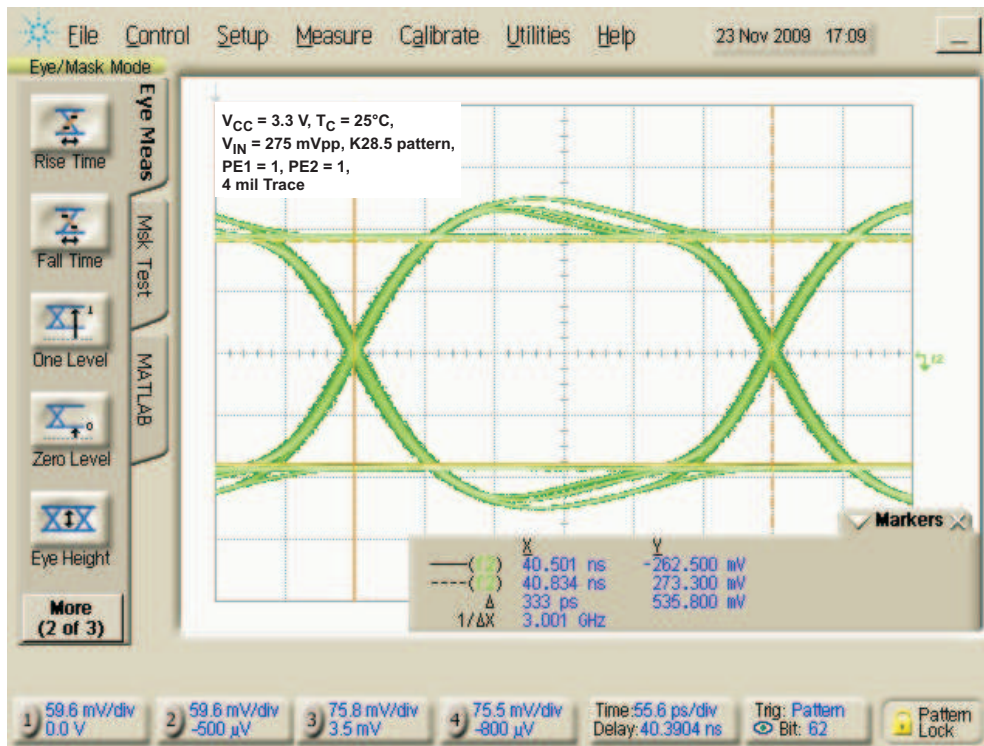 File Control Setup Measure Calibrate Utilities Help 23 Nov 2009 17:09
Eye/Mask Mode
Eye Meas
Msk Test
MATLAB
Rise Time
Fall Time
One Level
Zero Level
Eye Height
More
(2 of 3)
VCC = 3.3 V, TC = 25°C,
VIN = 275 mVpp, K28.5 pattern,
PE1 = 1, PE2 = 1,
4 mil Trace
Markers
X Y
——(f2) 40.501 ns -262.500 mV
----(f2) 40.834 ns 273.300 mV
Δ 333 ps 535.800 mV
1/ΔX 3.001 GHz
1) 59.6 mV/div
0.0 V
2) 59.6 mV/div
-500 µV
3) 75.8 mV/div
3.5 mV
4) 75.5 mV/div
-800 µV
Time:55.6 ps/div
Delay:40.3904 ns
Trig: Pattern
Bit: 62
Pattern
Lock